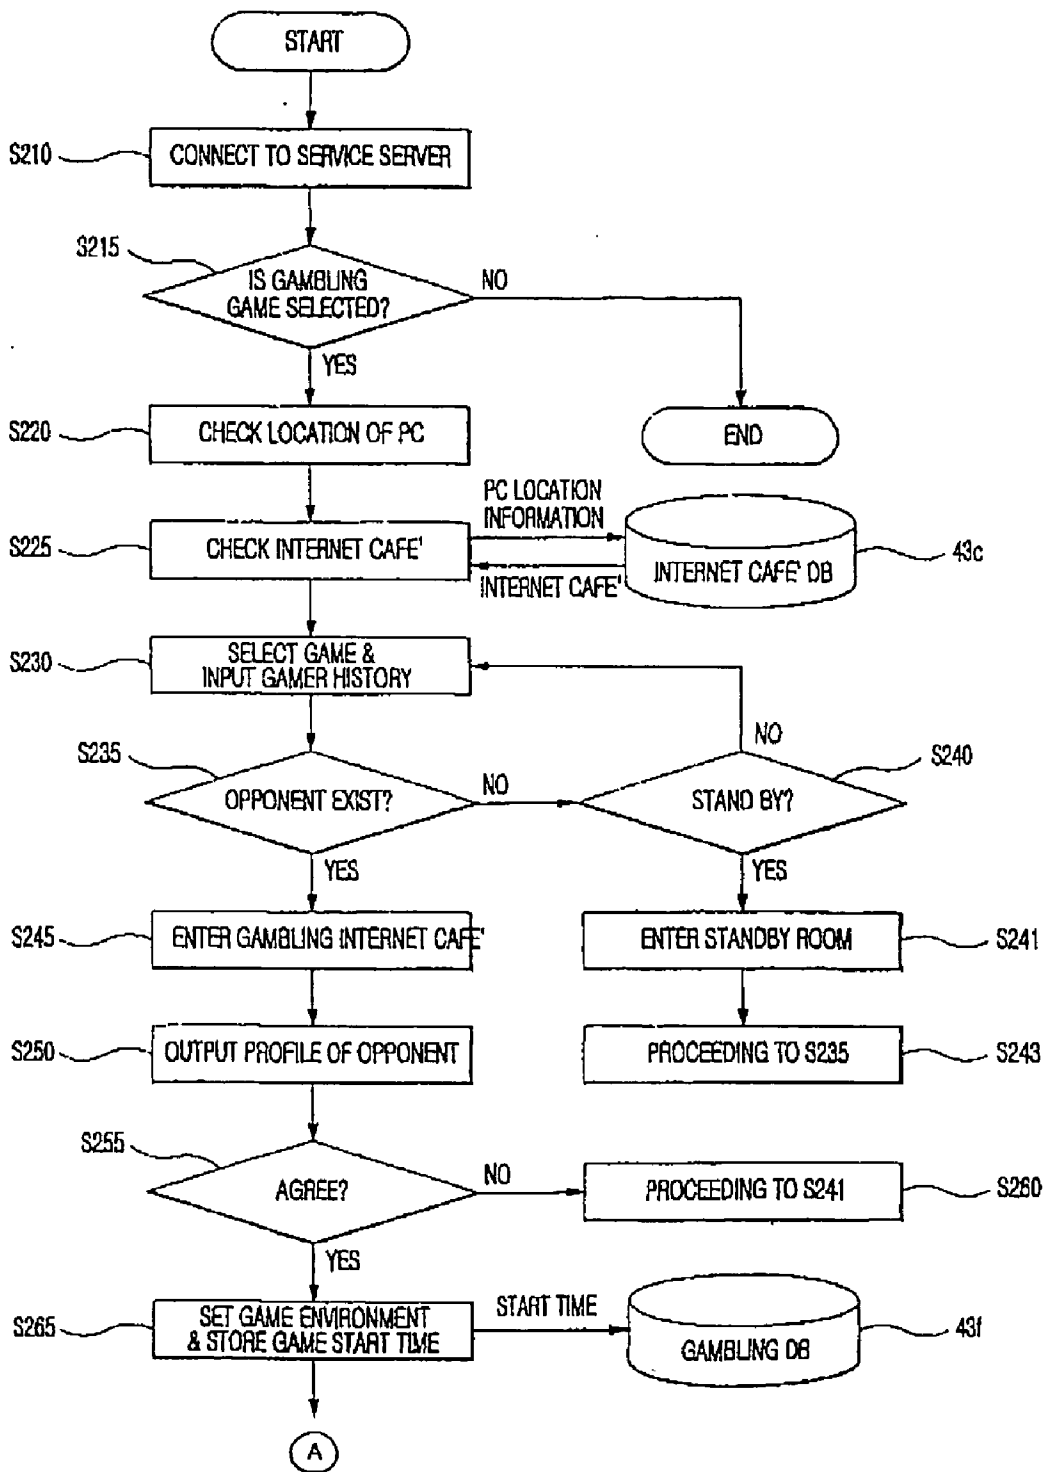 START
S210
CONNECT TO SERVICE SERVER
S215
IS GAMBLING
GAME SELECTED?
NO
YES
S220
CHECK LOCATION OF PC
END
PC LOCATION
INFORMATION
S225
CHECK INTERNET CAFE'
INTERNET CAFE'
INTERNET CAFE' DB
43c
S230
SELECT GAME &
INPUT GAMER HISTORY
NO
S235
OPPONENT EXIST?
NO
STAND BY?
S240
YES
YES
S245
ENTER GAMBLING INTERNET CAFE'
ENTER STANDBY ROOM
S241
S250
OUTPUT PROFILE OF OPPONENT
PROCEEDING TO S235
S243
S255
AGREE?
NO
PROCEEDING TO S241
S260
YES
S265
SET GAME ENVIRONMENT
& STORE GAME START TIME
START TIME
GAMBLING DB
43f
A